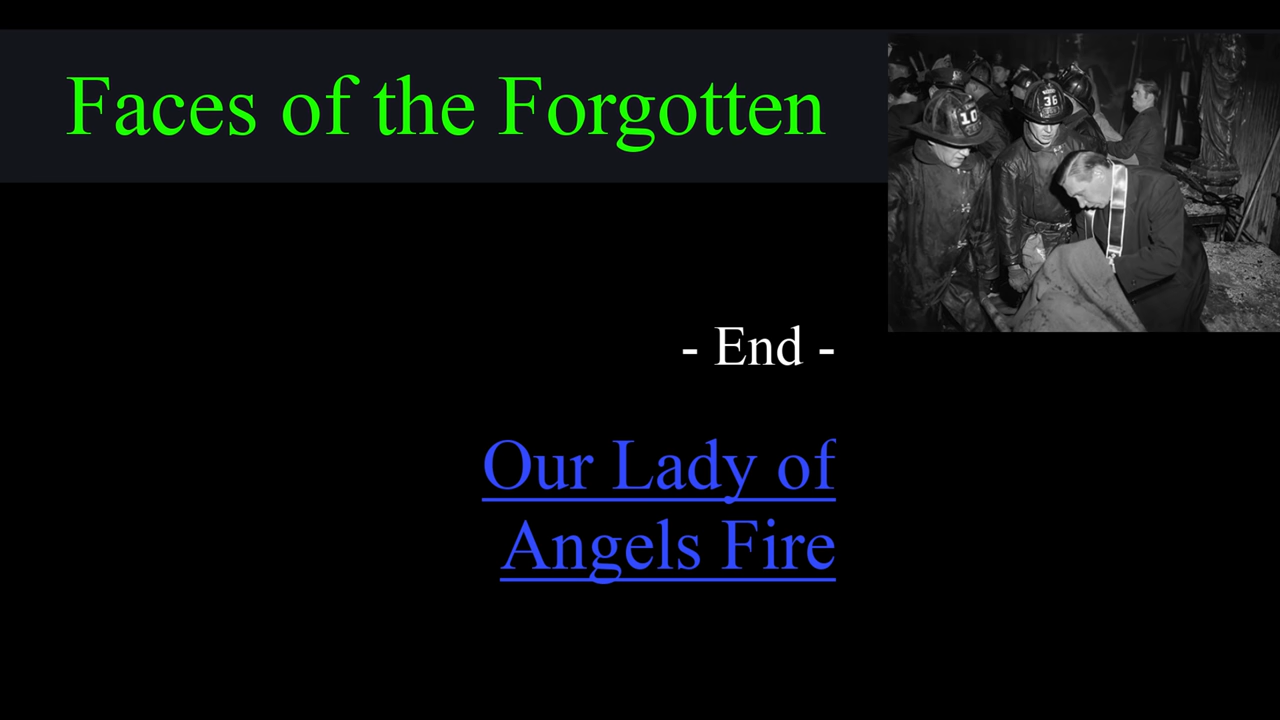 Faces of the Forgotten
10
36
- End -
Our Lady of
Angels Fire